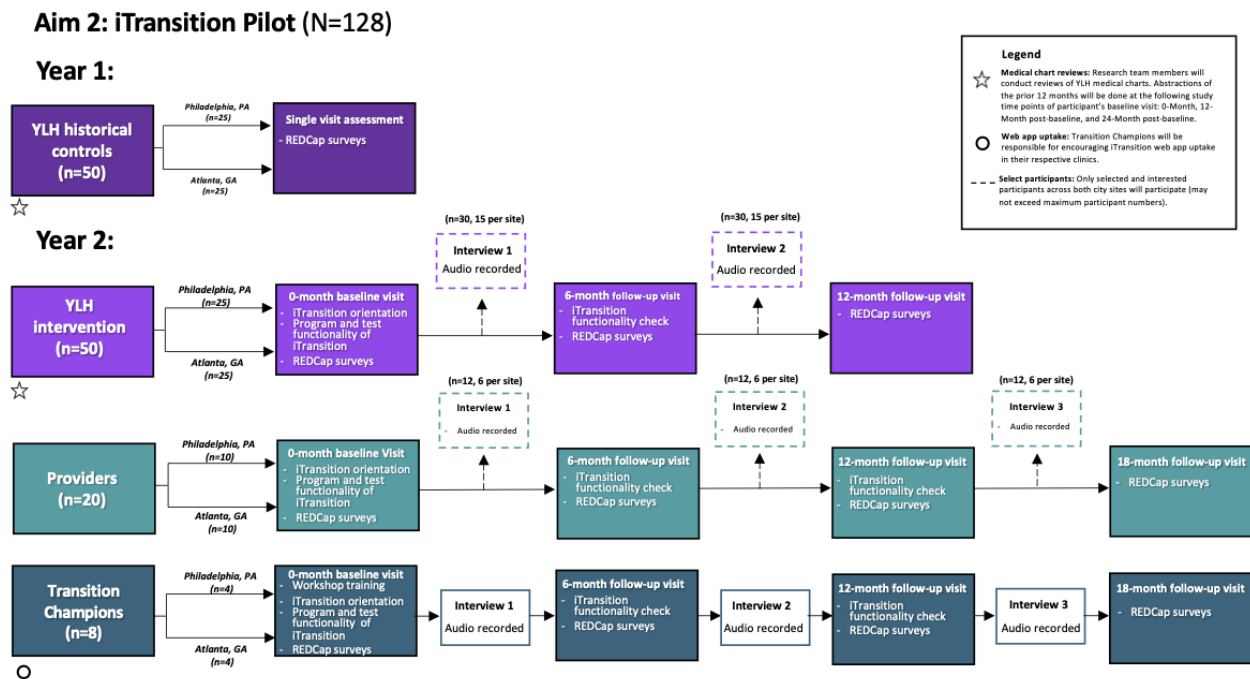 Aim 2: iTransition Pilot (N=128)
Legend
Medical chart reviews: Research team members will
conduct reviews of YLH medical charts. Abstractions of
the prior 12 months will be done at the following study
time points of participant's baseline visit: 0-Month, 12-
Month post-baseline, and 24-Month post-baseline.
Web app uptake: Transition Champions will be
responsible for encouraging iTransition web app uptake
in their respective clinics.
Select participants: Only selected and interested
participants across both city sites will participate (may
not exceed maximum participant numbers).
Year 1:
YLH historical
controls
(n=50)
Philadelphia, PA
(n=25)
Atlanta, GA
(n=25)
Single visit assessment
- REDCap surveys
Year 2:
YLH
intervention
(n=50)
Philadelphia, PA
(n=25)
Atlanta, GA
(n=25)
0-month baseline visit
- iTransition orientation
- Program and test
functionality of
iTransition
- REDCap surveys
(n=30, 15 per site)
Interview 1
Audio recorded
6-month follow-up visit
- iTransition
functionality check
- REDCap surveys
(n=30, 15 per site)
Interview 2
Audio recorded
12-month follow-up visit
- REDCap surveys
Providers
(n=20)
Philadelphia, PA
(n=10)
Atlanta, GA
(n=10)
0-month baseline Visit
- iTransition orientation
- Program and test
functionality of
iTransition
- REDCap surveys
(n=12, 6 per site)
Interview 1
- Audio recorded
6-month follow-up visit
- iTransition
functionality check
- REDCap surveys
(n=12, 6 per site)
Interview 2
- Audio recorded
12-month follow-up visit
- iTransition
functionality check
- REDCap surveys
(n=12, 6 per site)
Interview 3
- Audio recorded
18-month follow-up visit
- REDCap surveys
Transition
Champions
(n=8)
Philadelphia, PA
(n=4)
Atlanta, GA
(n=4)
0-month baseline visit
- Workshop training
- iTransition orientation
- Program and test
functionality of
iTransition
- REDCap surveys
Interview 1
Audio recorded
6-month follow-up visit
- iTransition
functionality check
- REDCap surveys
Interview 2
Audio recorded
12-month follow-up visit
- iTransition
functionality check
- REDCap surveys
Interview 3
Audio recorded
18-month follow-up visit
- REDCap surveys